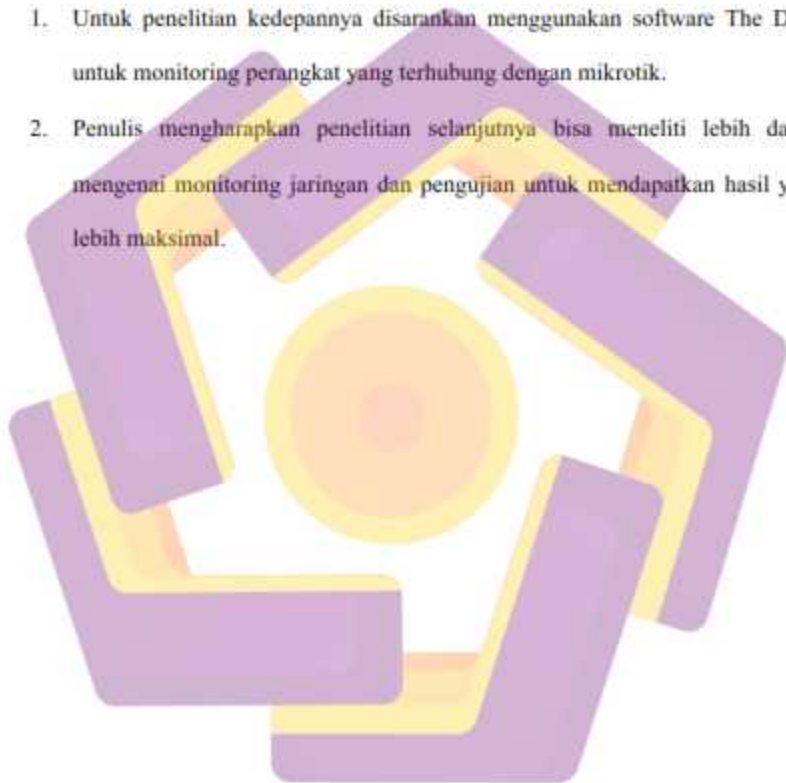 1. Untuk penelitian kedepannya disarankan menggunakan software The D
untuk monitoring perangkat yang terhubung dengan mikrotik.
2. Penulis mengharapkan penelitian selanjutnya bisa meneliti lebih da
mengenai monitoring jaringan dan pengujian untuk mendapatkan hasil y
lebih maksimal.